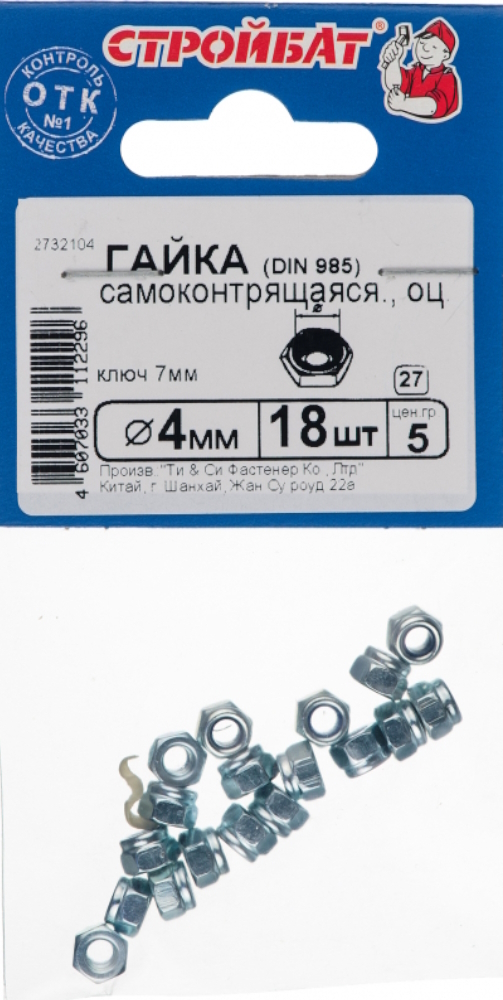 СТРОЙБАТ®
КОНТРОЛЬ
ОТК
№1
КАЧЕСТВА
2732104
ГАЙКА (DIN 985)
самоконтрящаяся., оц
ø
ключ 7мм
27
ø4мм
18шт
цен.гр
5
4 607033 112296
Произв. "Ти & Си Фастенер Ко., Лтд"
Китай, г. Шанхай, Жан Су роуд 22а